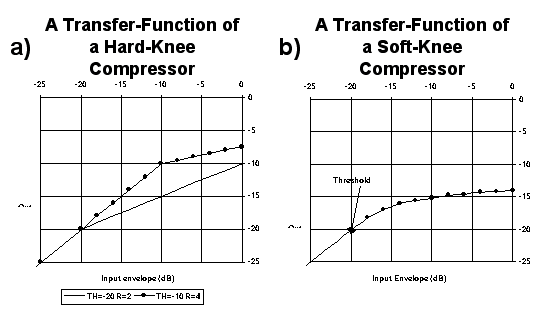 a)
A Transfer-Function of
a Hard-Knee
Compressor
-25 -20 -15 -10 -5 0
0
-5
-10
-15
-20
-25
Input envelope (dB)
TH=-20 R=2 TH=-10 R=4
b)
A Transfer-Function of
a Soft-Knee
Compressor
-25 -20 -15 -10 -5 0
0
-5
-10
-15
-20
-25
Threshold
Input Envelope (dB)